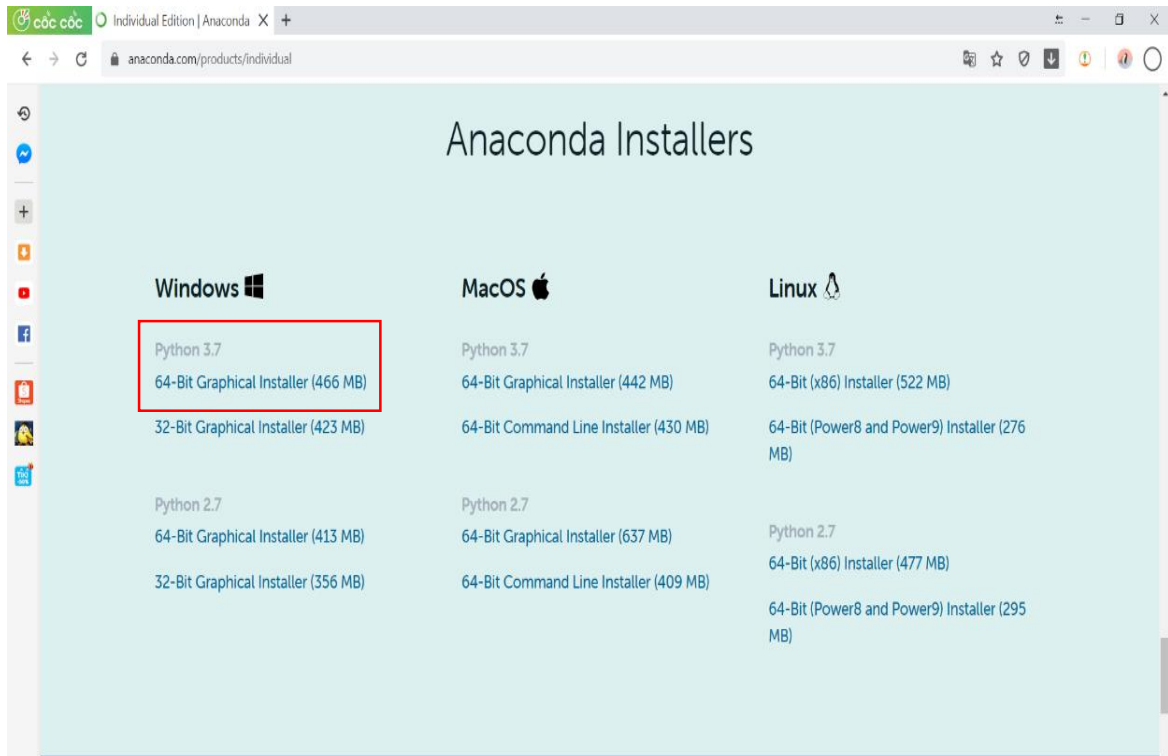 cốc cốc
Individual Edition | Anaconda
anaconda.com/products/individual
Anaconda Installers
Windows
Python 3.7
64-Bit Graphical Installer (466 MB)
32-Bit Graphical Installer (423 MB)
Python 2.7
64-Bit Graphical Installer (413 MB)
32-Bit Graphical Installer (356 MB)
MacOS
Python 3.7
64-Bit Graphical Installer (442 MB)
64-Bit Command Line Installer (430 MB)
Python 2.7
64-Bit Graphical Installer (637 MB)
64-Bit Command Line Installer (409 MB)
Linux
Python 3.7
64-Bit (x86) Installer (522 MB)
64-Bit (Power8 and Power9) Installer (276
MB)
Python 2.7
64-Bit (x86) Installer (477 MB)
64-Bit (Power8 and Power9) Installer (295
MB)